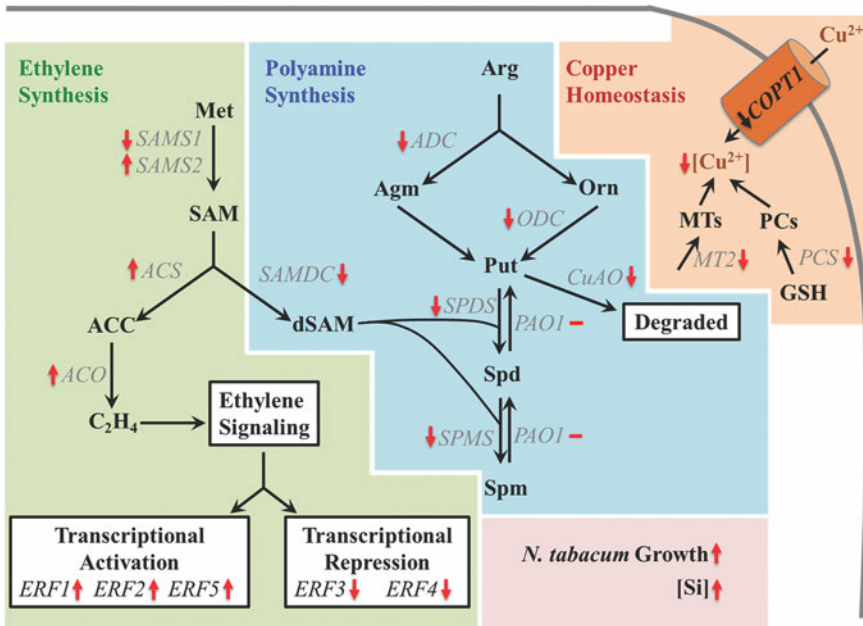 Ethylene
Synthesis
Met
SAMS1
SAMS2
SAM
ACS
SAMDC
ACC
dSAM
ACO
C₂H₄
Ethylene
Signaling
Transcriptional
Activation
ERF1 ERF2 ERF5
Transcriptional
Repression
ERF3 ERF4
Polyamine
Synthesis
Arg
ADC
Agm
Orn
ODC
Put
CuAO
SPDS
PAO1
Degraded
Spd
SPMS
PAO1
Spm
Copper
Homeostasis
Cu²⁺
COPT1
[Cu²⁺]
MTs
PCs
MT2
PCS
GSH
N. tabacum Growth
[Si]